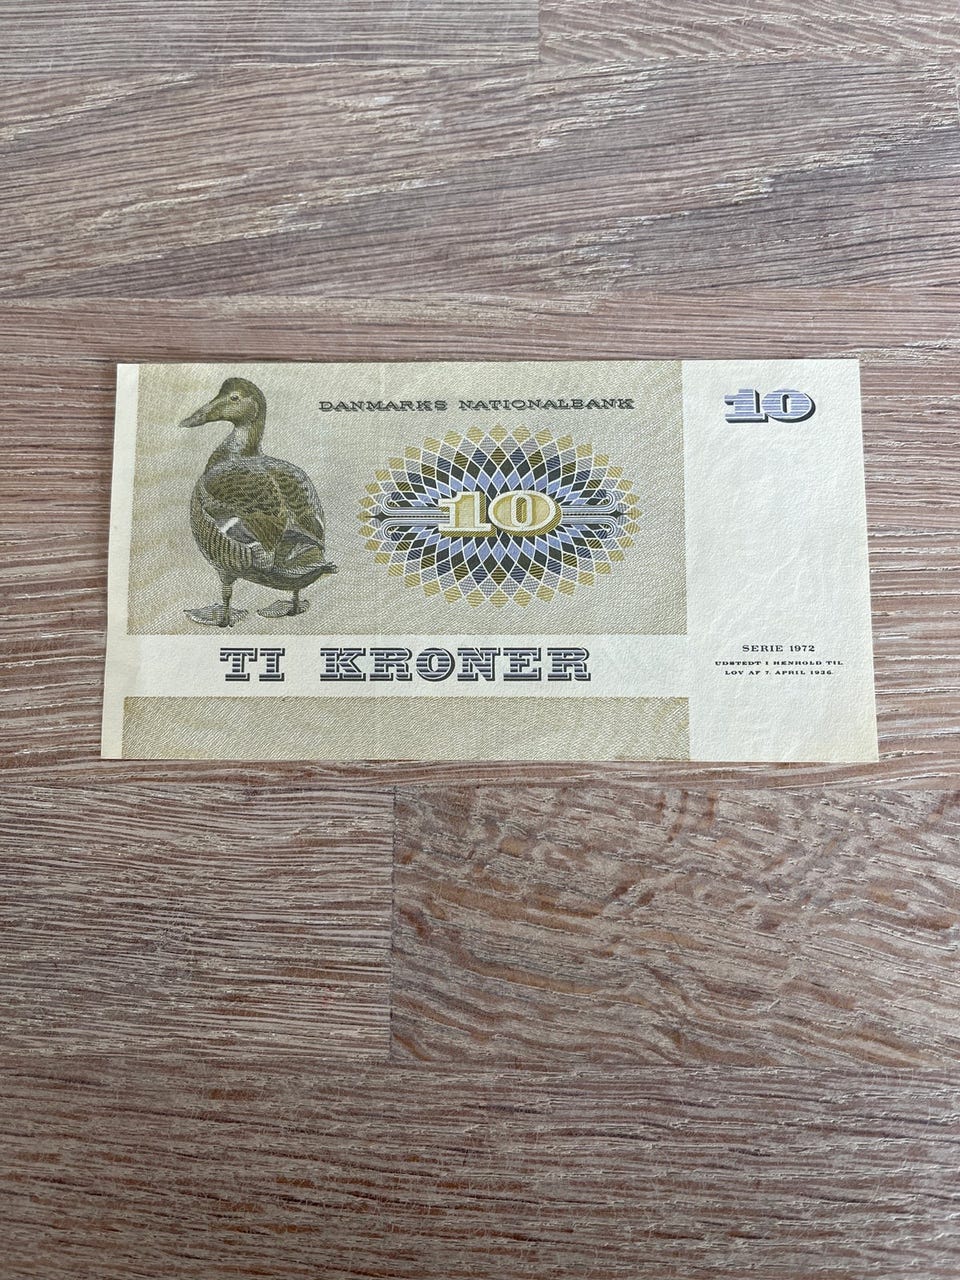 DANMARKS NATIONALBANK
10
10
TI KRONER
SERIE 1972
UDSTEDT I HENHOLD TIL
LOV AF 7. APRIL 1936.